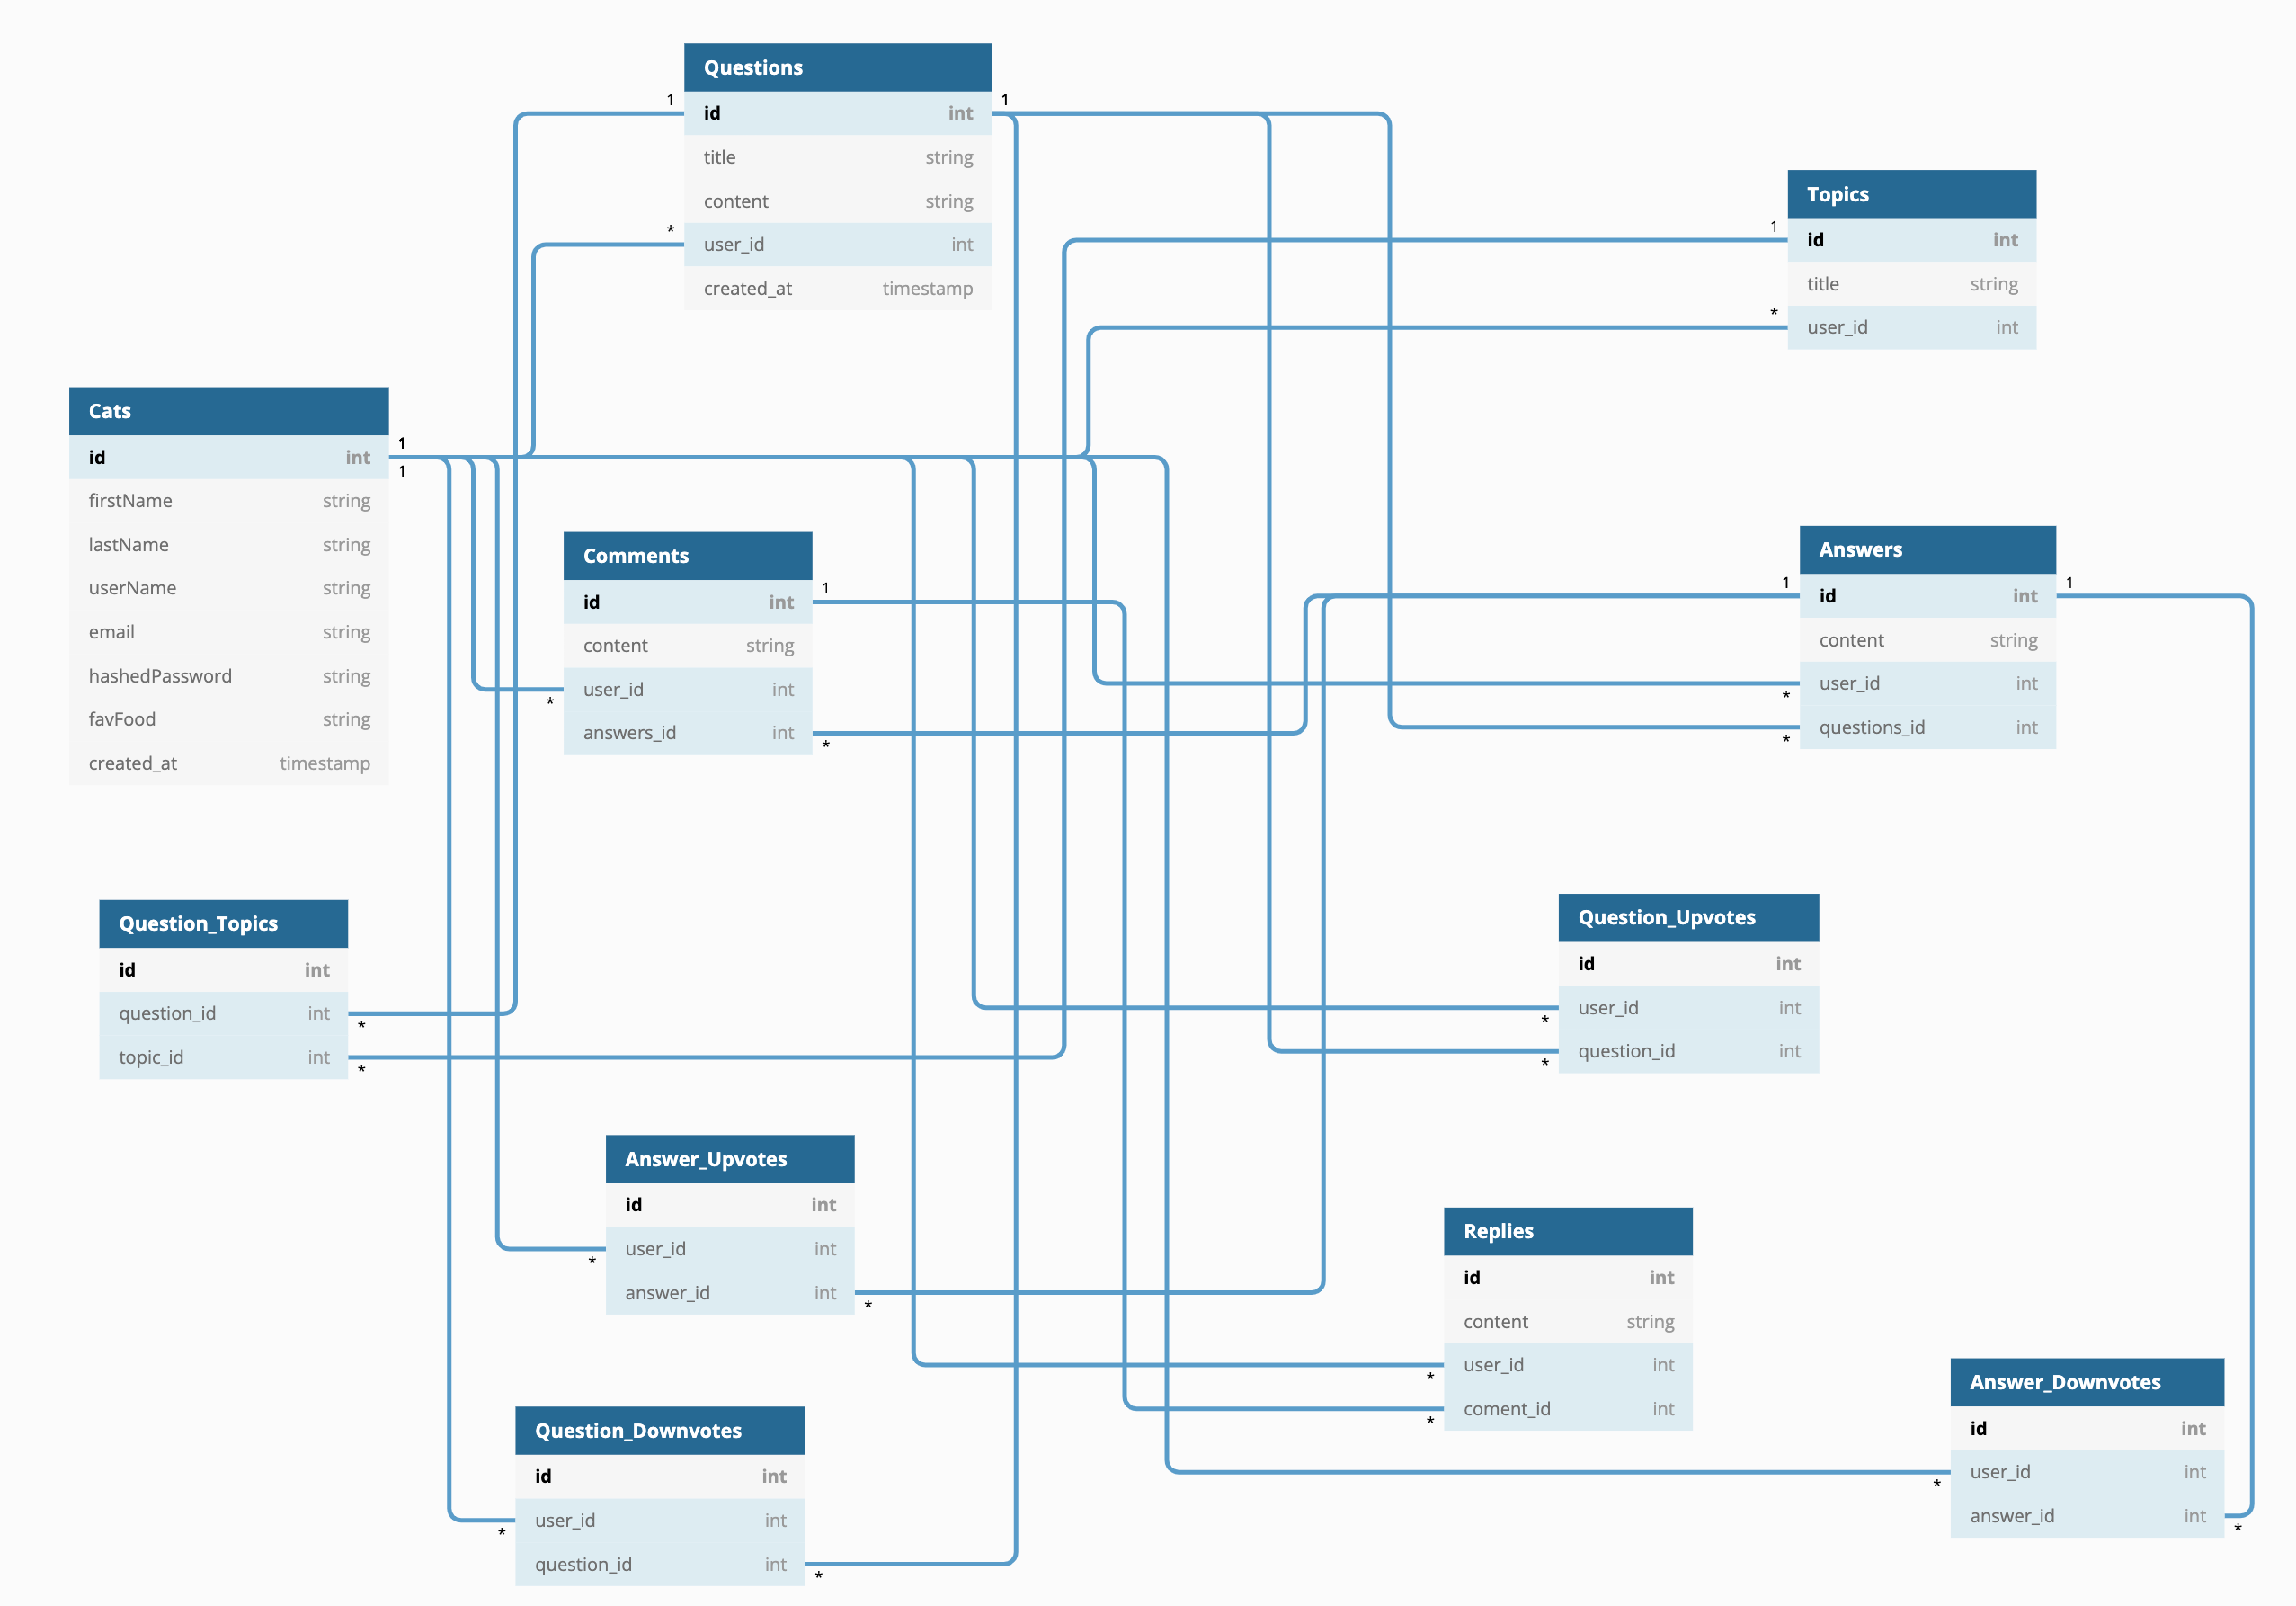 Questions
1 id int 1
title string
content string
* user_id int
created_at timestamp
Topics
1 id int
title string
* user_id int
Cats
id int 1
1
firstName string
lastName string
userName string
email string
hashedPassword string
favFood string
created_at timestamp
Comments
id int 1
content string
* user_id int
answers_id int *
Answers
1 id int 1
content string
* user_id int
* questions_id int
Question_Topics
id int
question_id int *
topic_id int *
Question_Upvotes
id int
* user_id int
* question_id int
Answer_Upvotes
id int
* user_id int
answer_id int *
Replies
id int
content string
* user_id int
* coment_id int
Answer_Downvotes
id int
* user_id int
answer_id int *
Question_Downvotes
id int
* user_id int
question_id int *